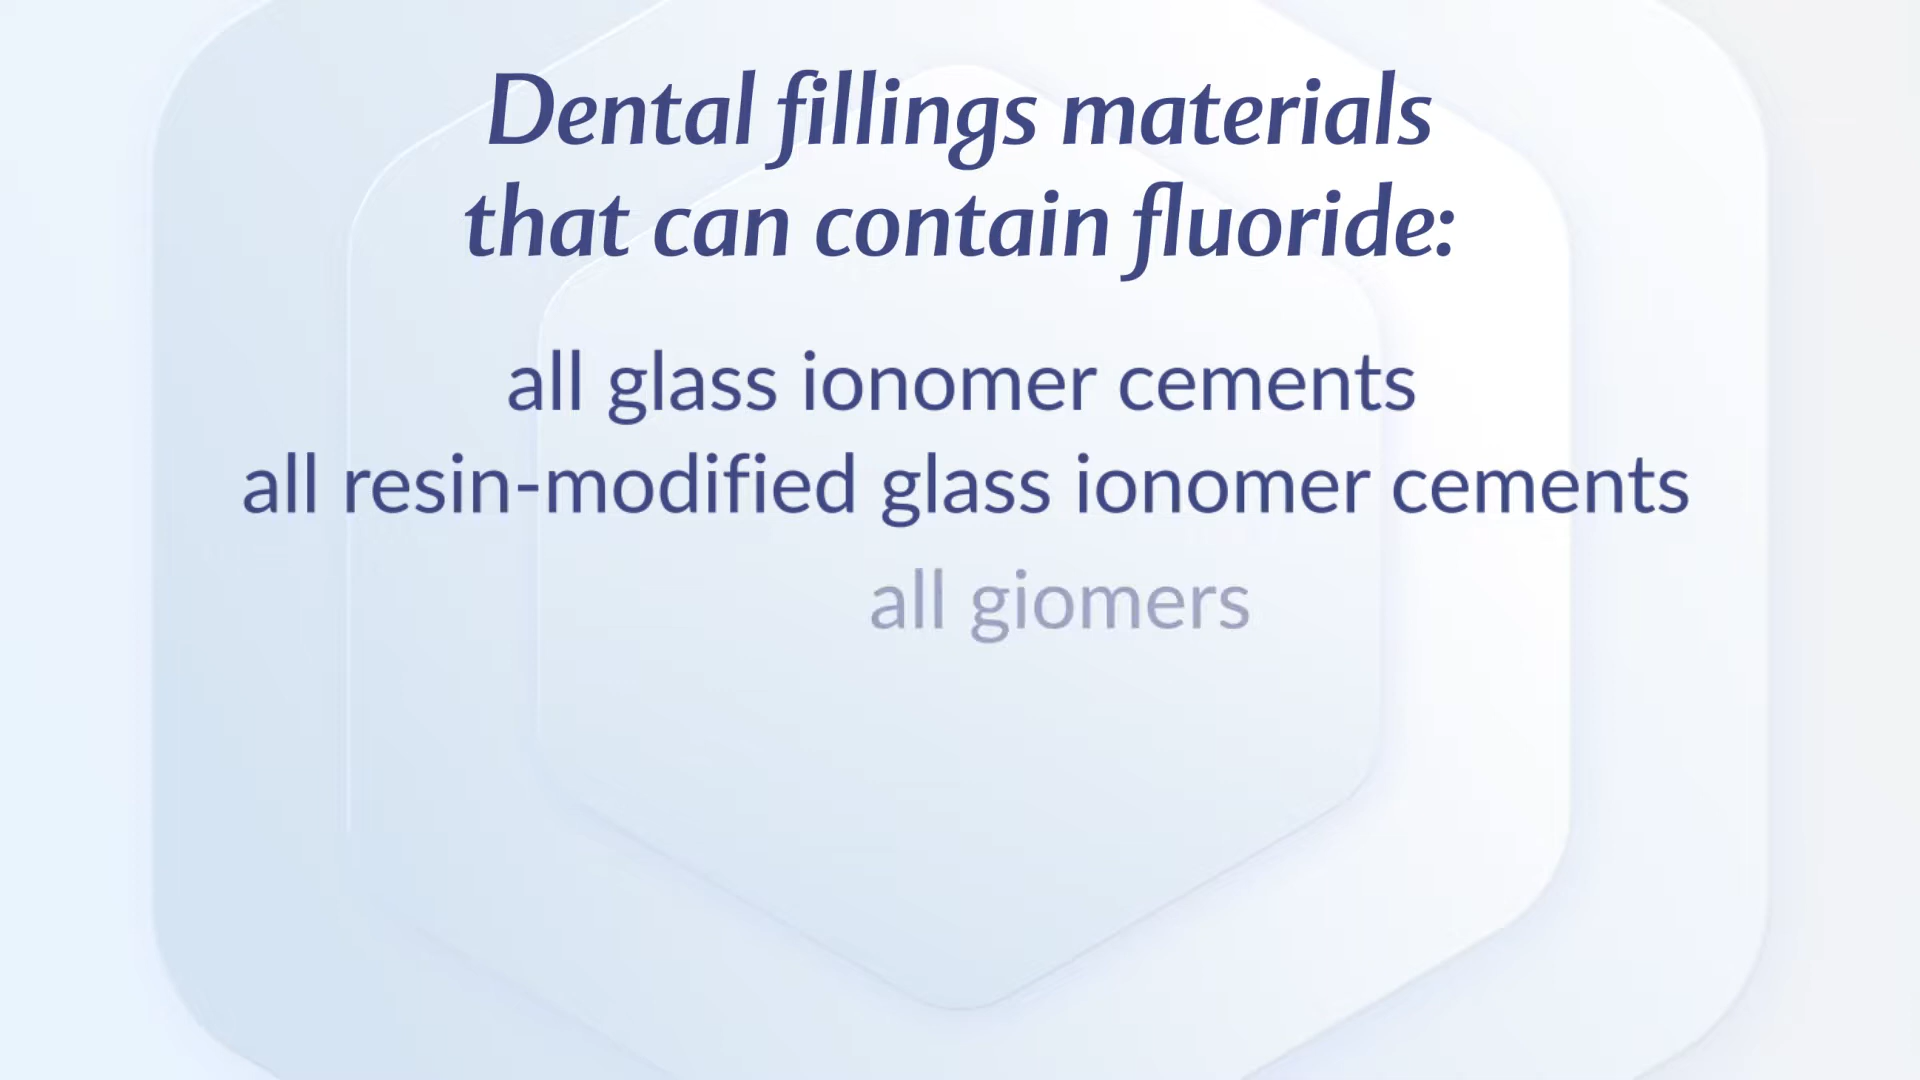 Dental fillings materials
that can contain fluoride:
all glass ionomer cements
all resin-modified glass ionomer cements
all giomers